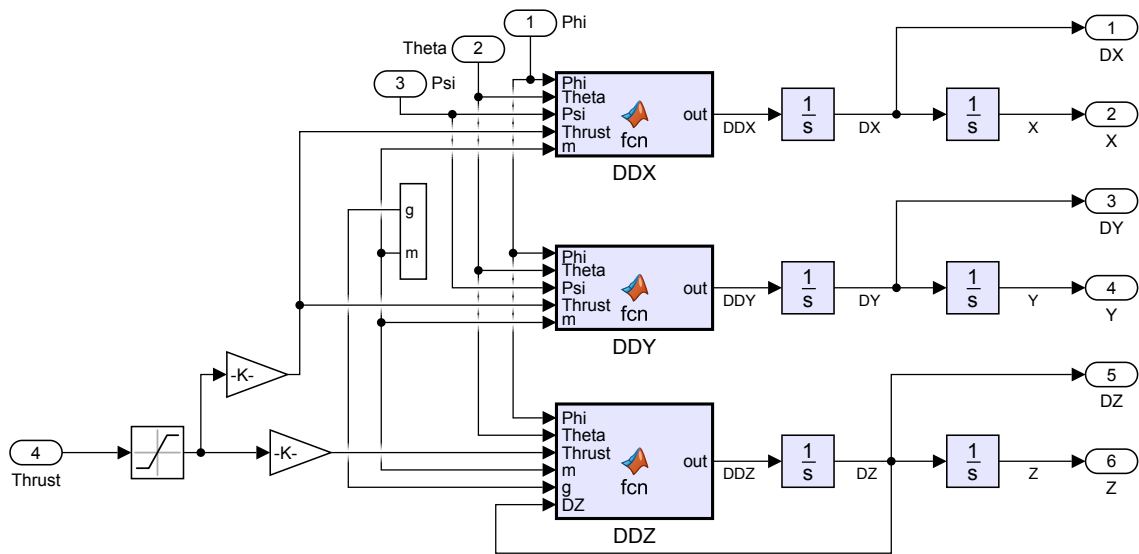 1 Phi
Theta 2
3 Psi
1
DX
Phi
Theta
Psi
Thrust
m
fcn
out
DDX
DDX
1
s
DX
1
s
X
2
X
g
m
3
DY
Phi
Theta
Psi
Thrust
m
fcn
out
DDY
DDY
1
s
DY
1
s
Y
4
Y
-K-
5
DZ
4
Thrust
-K-
Phi
Theta
Thrust
m
g
DZ
fcn
out
DDZ
DDZ
1
s
DZ
1
s
Z
6
Z